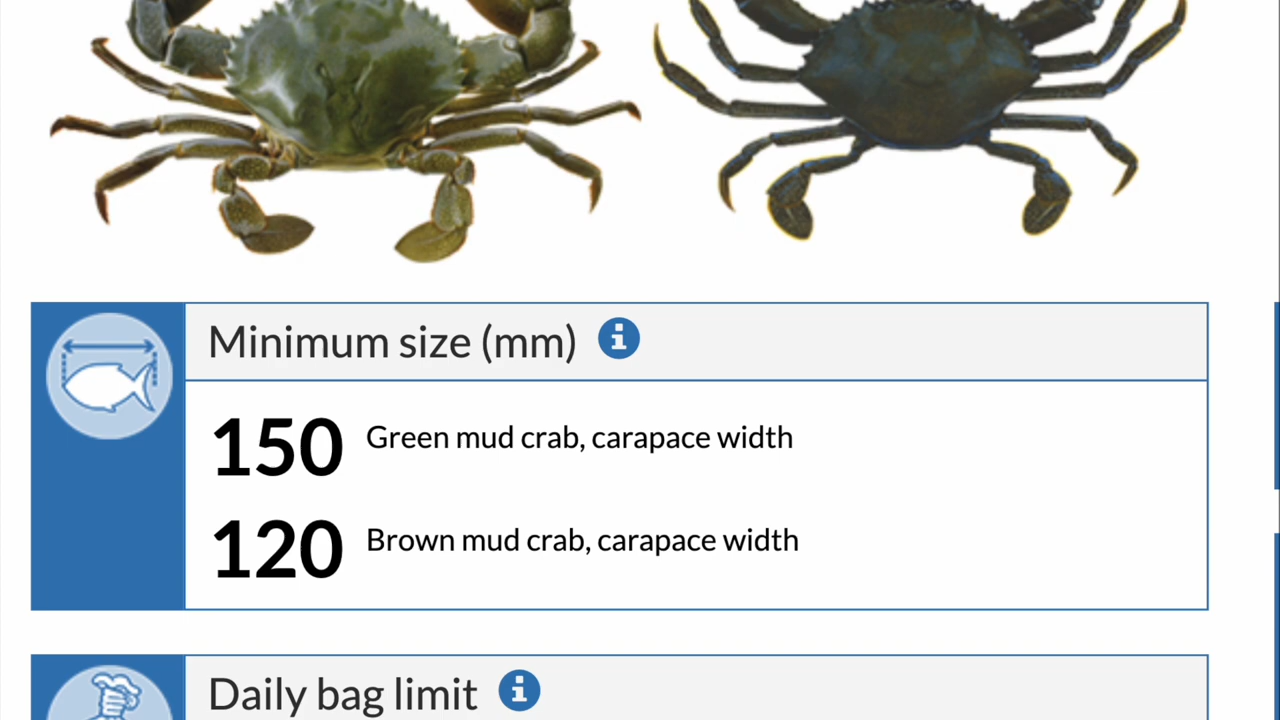 Minimum size (mm)
150 Green mud crab, carapace width
120 Brown mud crab, carapace width
Daily bag limit